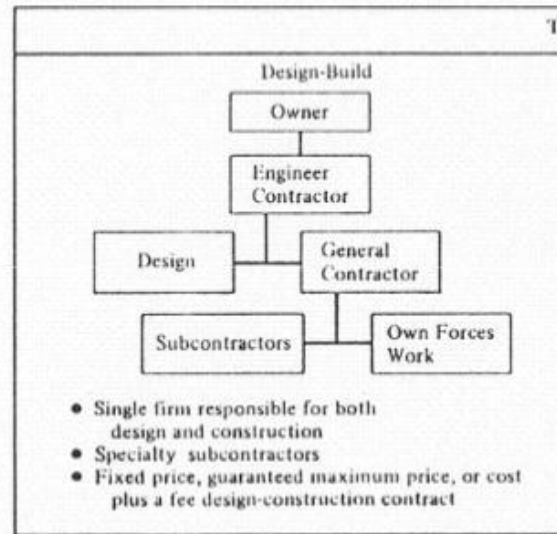 T
Design-Build
Owner
Engineer
Contractor
Design
General
Contractor
Subcontractors
Own Forces
Work
● Single firm responsible for both
design and construction
● Specialty subcontractors
● Fixed price, guaranteed maximum price, or cost
plus a fee design-construction contract